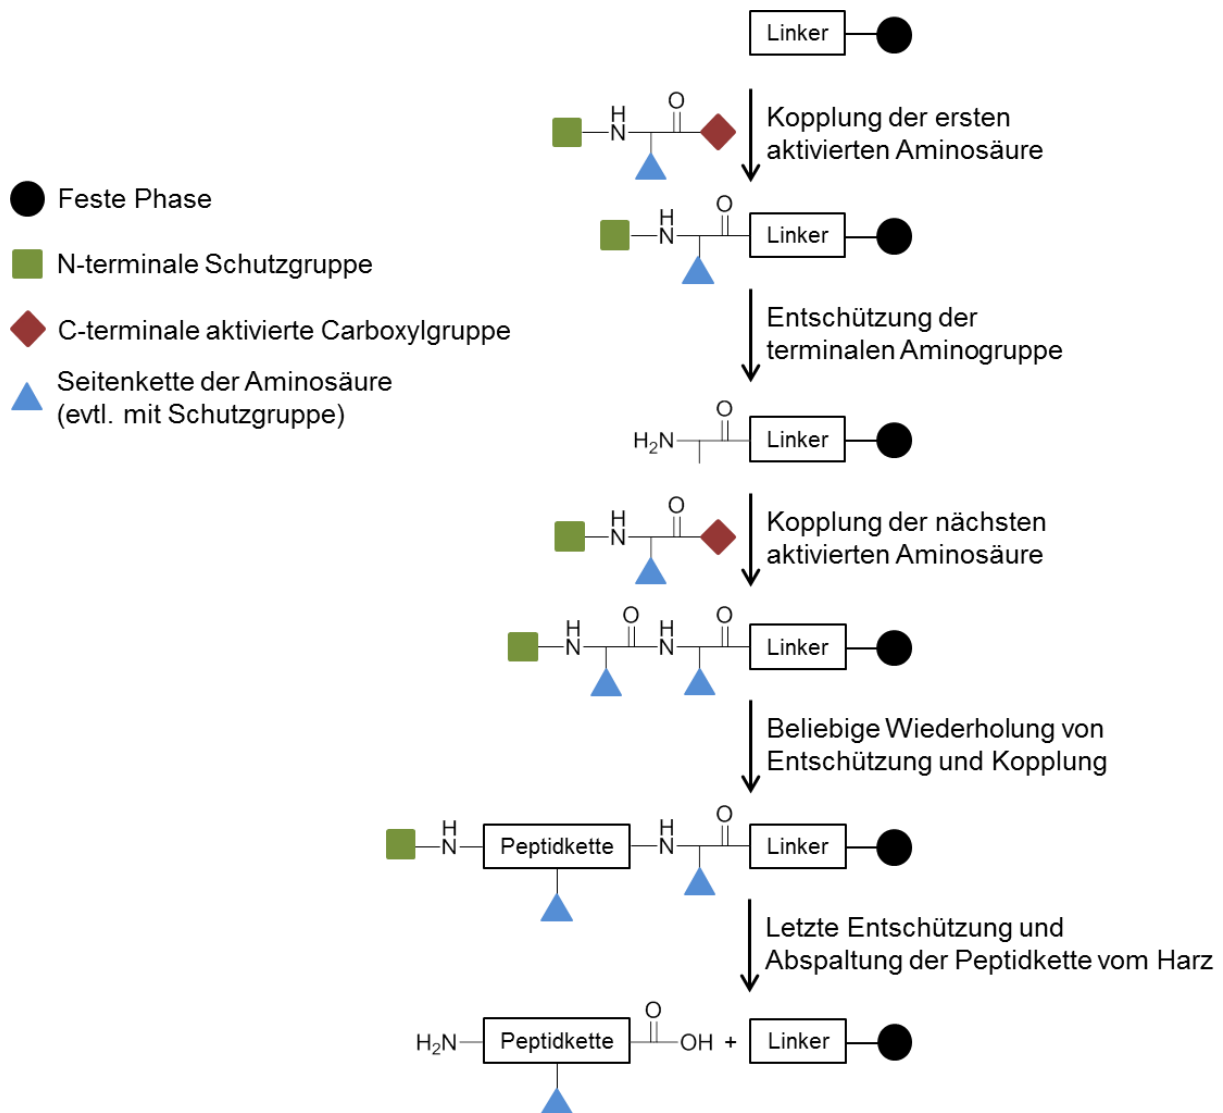 Linker
H
N
O
Kopplung der ersten
aktivierten Aminosäure
Feste Phase
H
N
O
Linker
N-terminale Schutzgruppe
C-terminale aktivierte Carboxylgruppe
Entschützung der
terminalen Aminogruppe
Seitenkette der Aminosäure
(evtl. mit Schutzgruppe)
H2N
O
Linker
H
N
O
Kopplung der nächsten
aktivierten Aminosäure
H
N
O
H
N
O
Linker
Beliebige Wiederholung von
Entschützung und Kopplung
H
N
Peptidkette
H
N
O
Linker
Letzte Entschützung und
Abspaltung der Peptidkette vom Harz
H2N
Peptidkette
O
OH + Linker